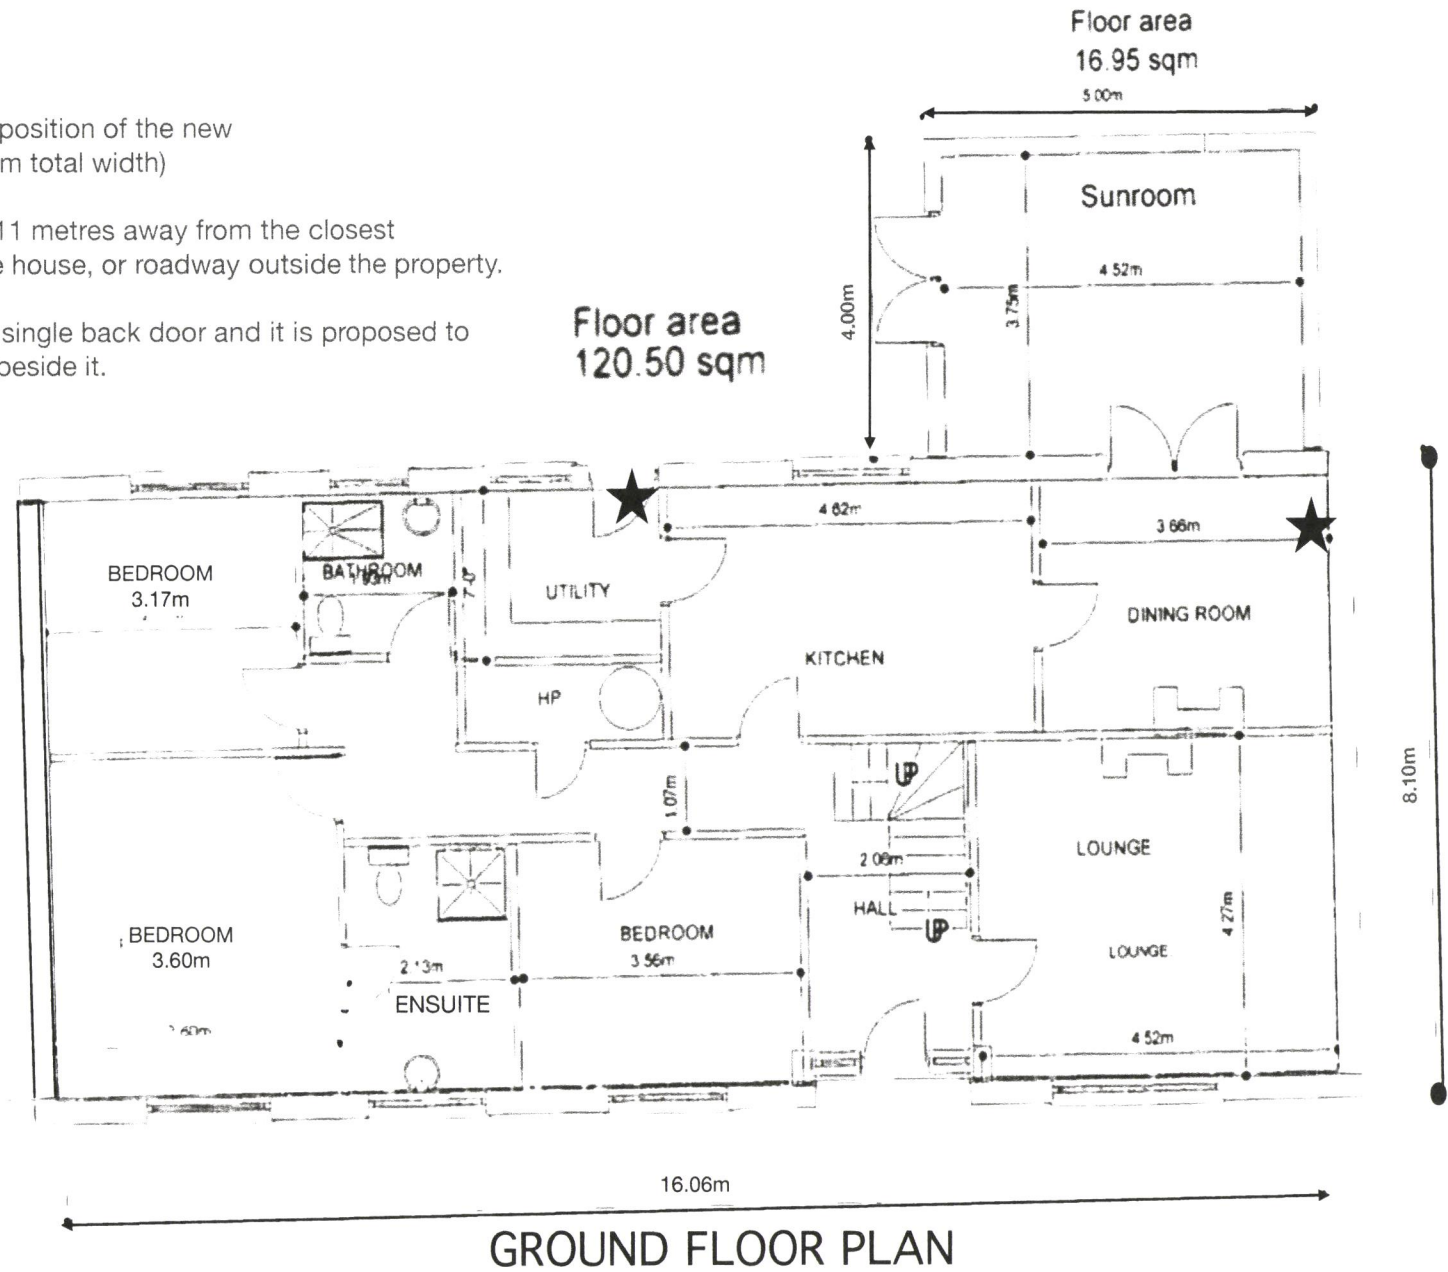 Floor area
16.95 sqm
5.00m
position of the new
m total width)
11 metres away from the closest
e house, or roadway outside the property.
single back door and it is proposed to
beside it.
Sunroom
4.52m
3.75m
4.00m
Floor area
120.50 sqm
4.62m
3.66m
BEDROOM
3.17m
BATHROOM
UTILITY
DINING ROOM
KITCHEN
HP
UP
1.07m
8.10m
LOUNGE
2.06m
HALL
4.27m
UP
BEDROOM
3.60m
BEDROOM
3.56m
LOUNGE
2.13m
ENSUITE
4.52m
16.06m
GROUND FLOOR PLAN